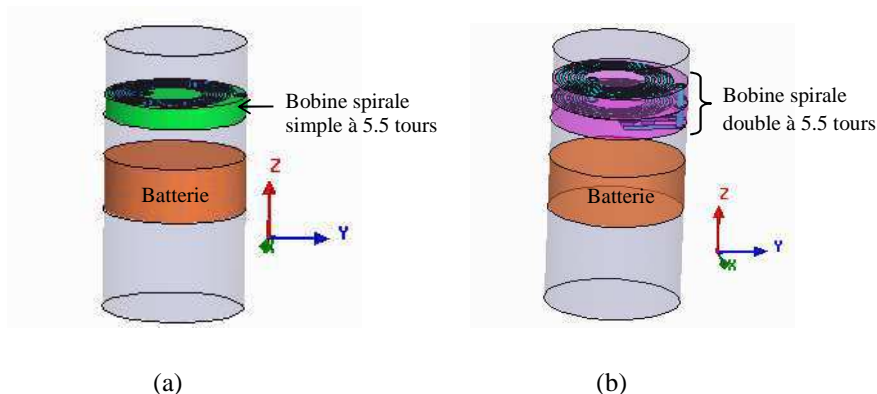 Bobine spirale
simple à 5.5 tours
Batterie
Z
Y
X
(a)
Bobine spirale
double à 5.5 tours
Batterie
Z
Y
X
(b)